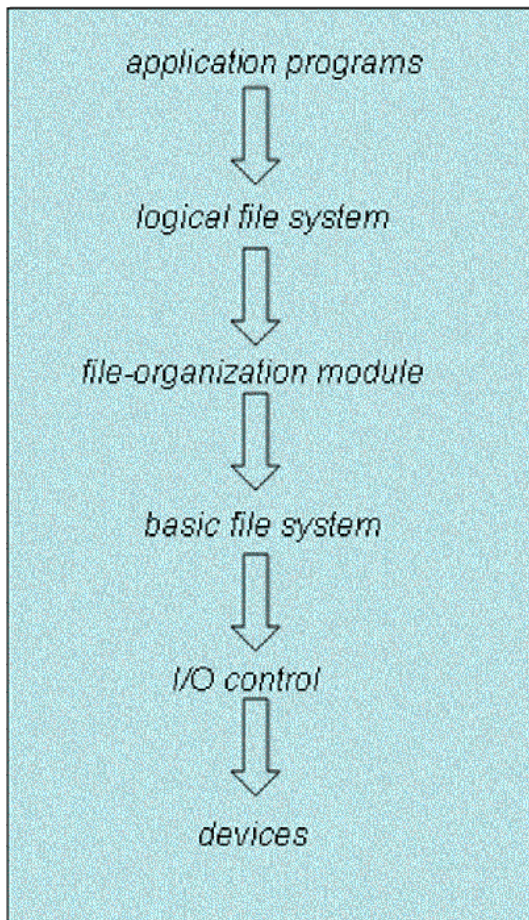 application programs
logical file system
file-organization module
basic file system
I/O control
devices